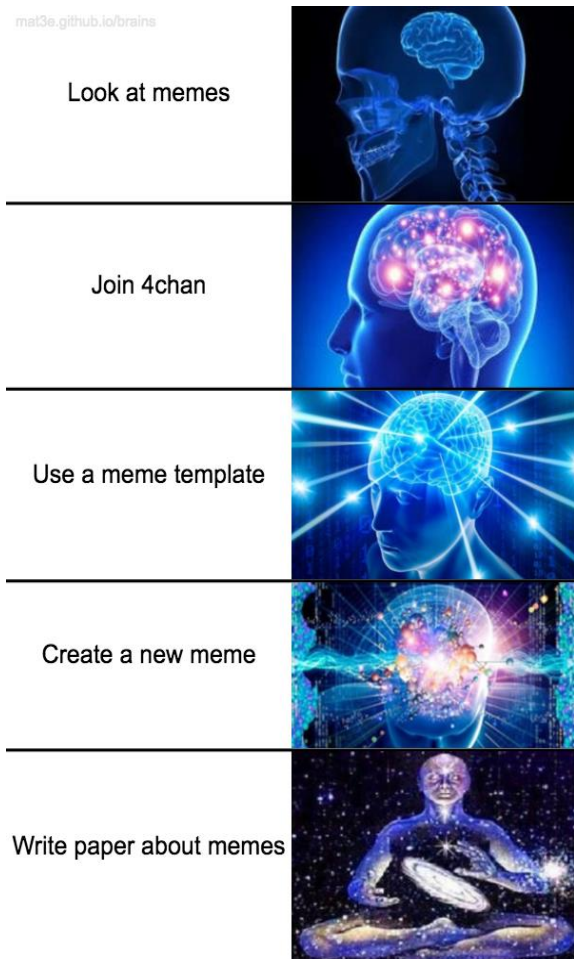 mat3e.github.io/brains
Look at memes
Join 4chan
Use a meme template
Create a new meme
Write paper about memes